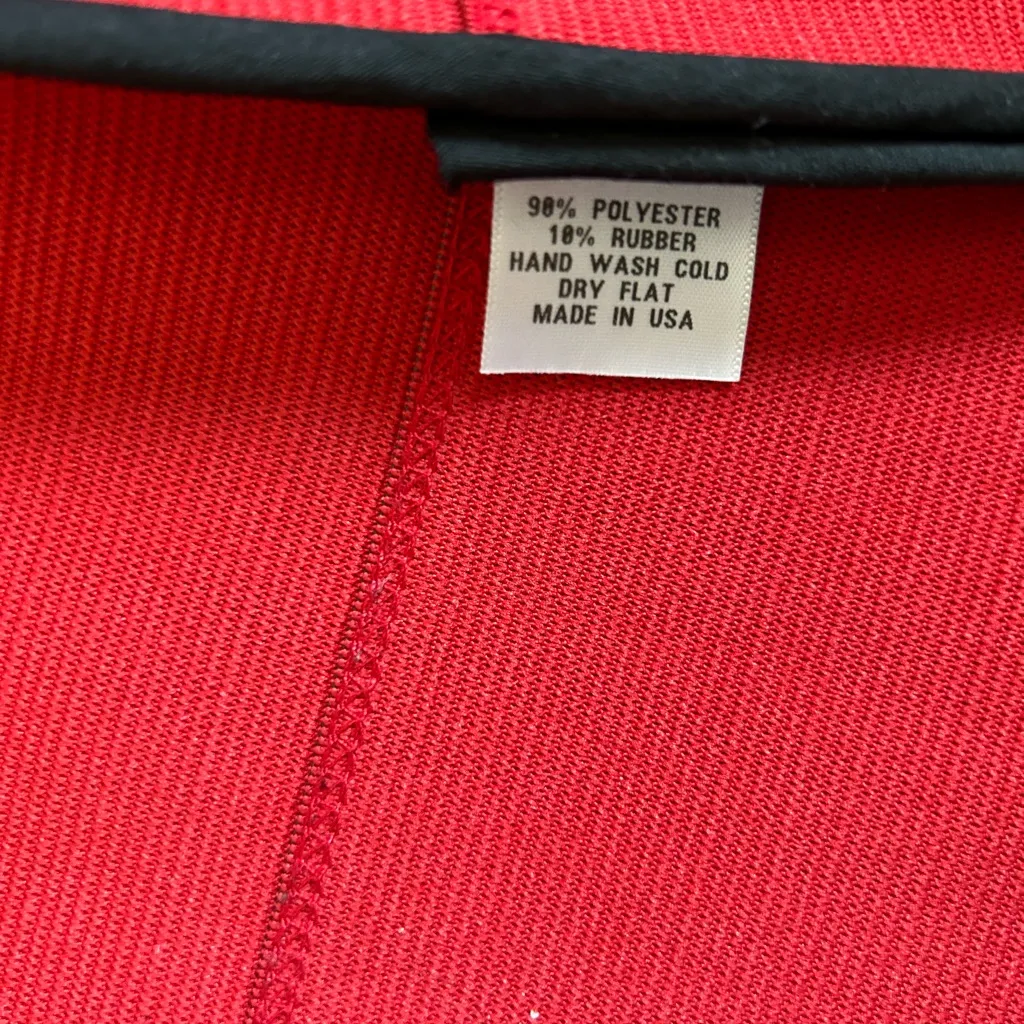 90% POLYESTER
10% RUBBER
HAND WASH COLD
DRY FLAT
MADE IN USA